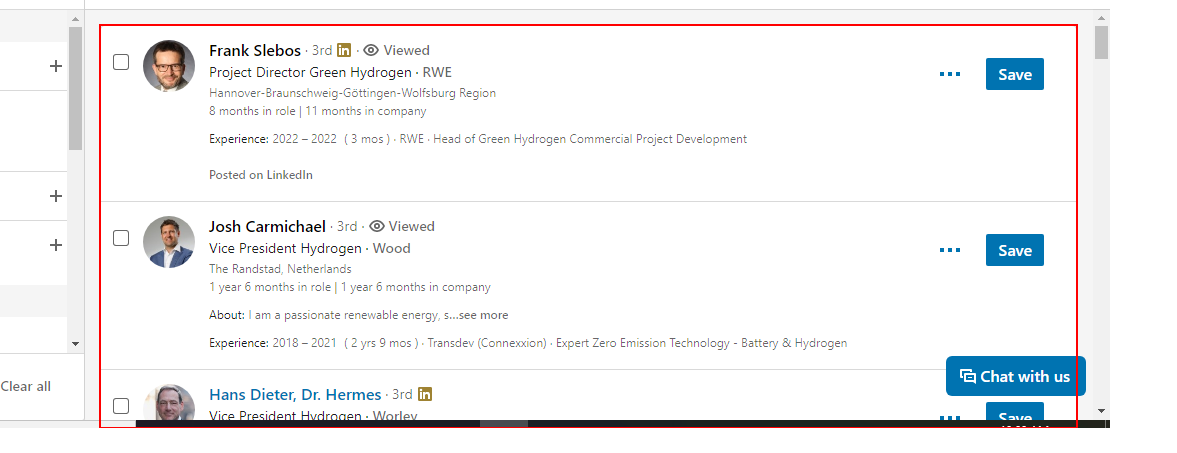 Frank Slebos · 3rd in · Viewed
Project Director Green Hydrogen · RWE
Save
Hannover-Braunschweig-Göttingen-Wolfsburg Region
8 months in role | 11 months in company
Experience: 2022 – 2022 ( 3 mos ) · RWE · Head of Green Hydrogen Commercial Project Development
Posted on LinkedIn
Josh Carmichael · 3rd · Viewed
Vice President Hydrogen · Wood
Save
The Randstad, Netherlands
1 year 6 months in role | 1 year 6 months in company
About: I am a passionate renewable energy, s…see more
Experience: 2018 – 2021 ( 2 yrs 9 mos ) · Transdev (Connexxion) · Expert Zero Emission Technology - Battery & Hydrogen
Chat with us
Clear all
Hans Dieter, Dr. Hermes · 3rd in
Vice President Hydrogen · Worley
Save